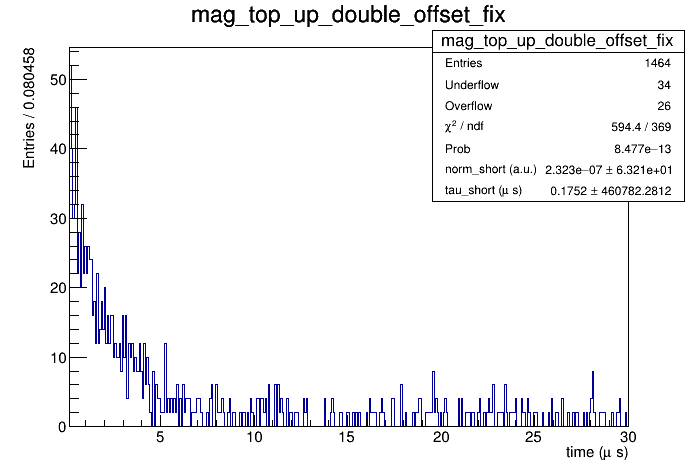 mag_top_up_double_offset_fix
mag_top_up_double_offset_fix
Entries 1464
Underflow 34
Overflow 26
χ² / ndf 594.4 / 369
Prob 8.477e−13
norm_short (a.u.) 2.323e−07 ± 6.321e+01
tau_short (μ s) 0.1752 ± 460782.2812
Entries / 0.080458
50
40
30
20
10
0
5 10 15 20 25 30
time (μ s)